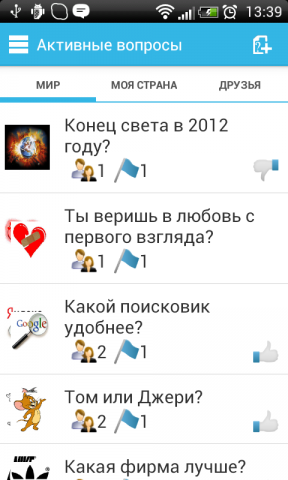 13:39
Активные вопросы
МИР МОЯ СТРАНА ДРУЗЬЯ
Конец света в 2012
году?
1 1
Ты веришь в любовь с
первого взгляда?
1 1
Какой поисковик
удобнее?
Google
2 1
Том или Джери?
2 1
Какая фирма лучше?